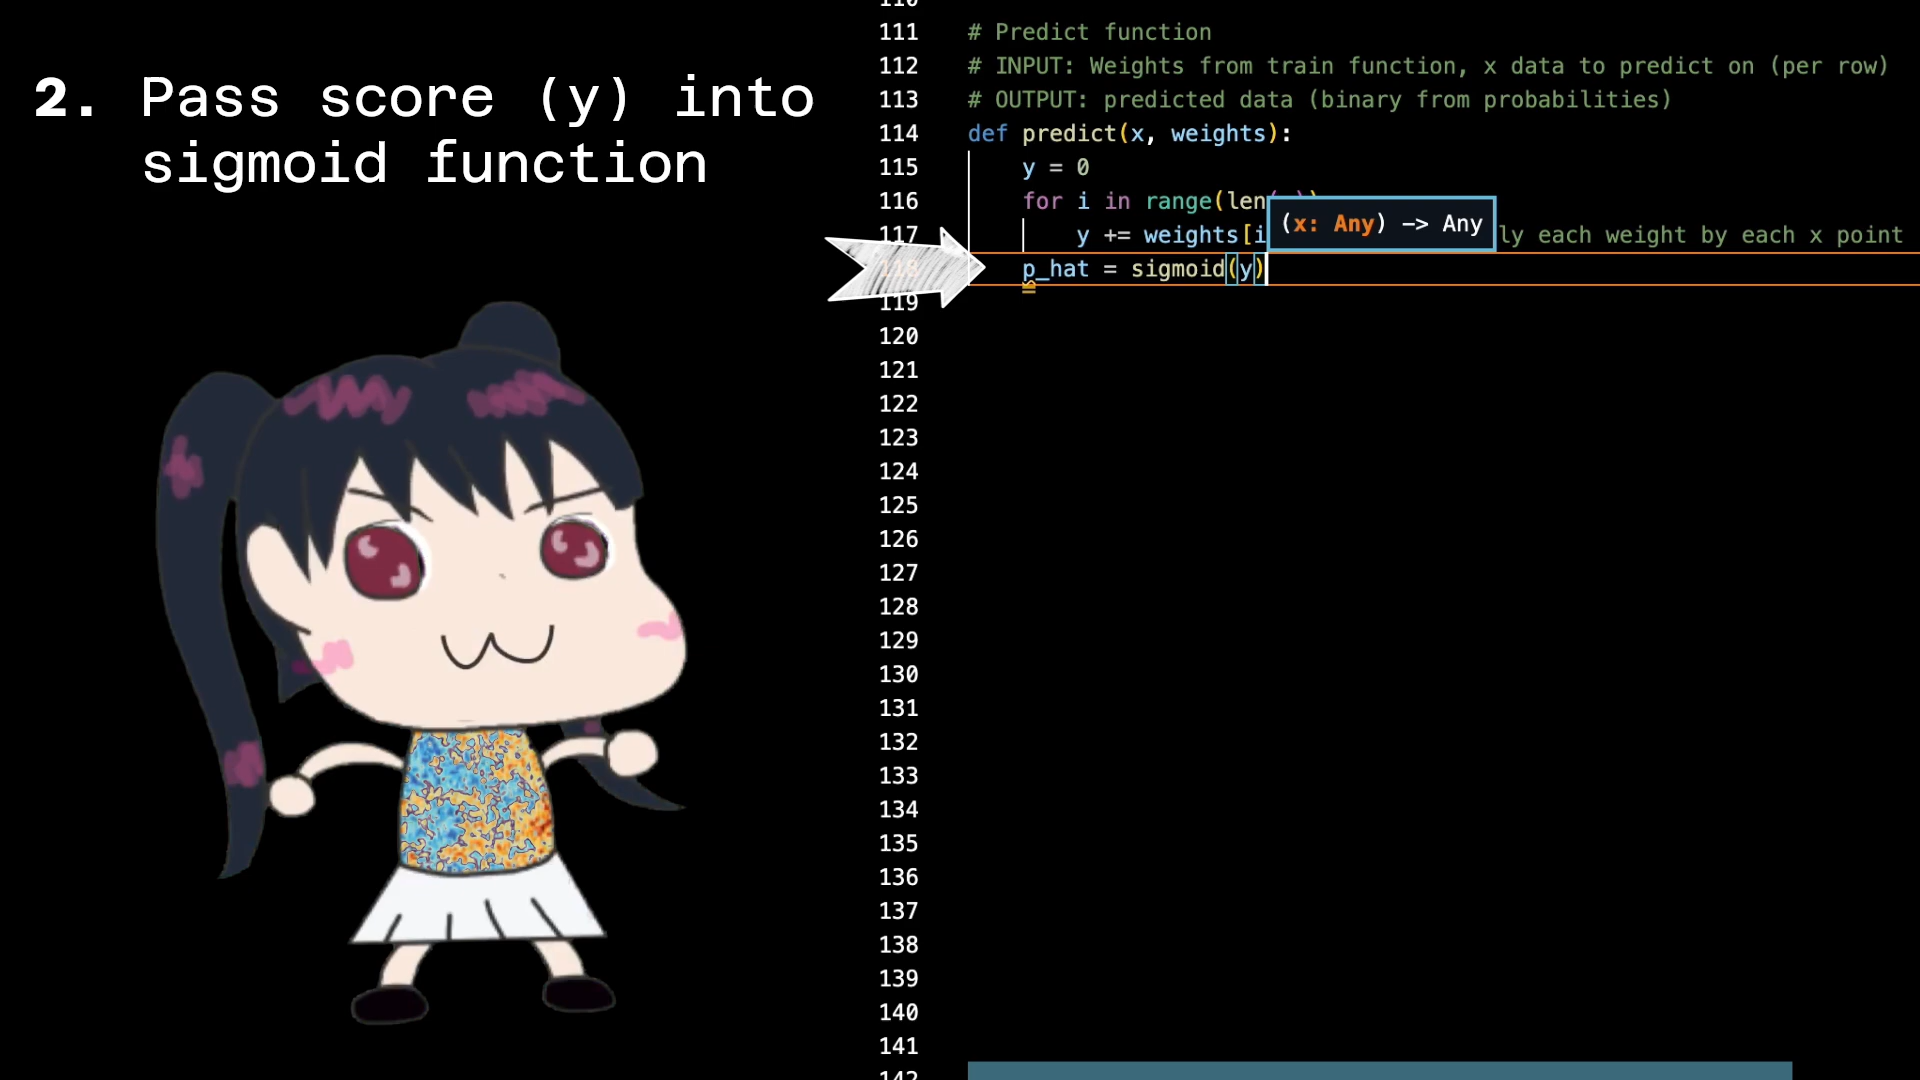 2. Pass score (y) into
sigmoid function
111 # Predict function
112 # INPUT: Weights from train function, x data to predict on (per row)
113 # OUTPUT: predicted data (binary from probabilities)
114 def predict(x, weights):
115 y = 0
116 for i in range(len
(x: Any) -> Any
117 y += weights[i ly each weight by each x point
118 p_hat = sigmoid(y)
119
120
121
122
123
124
125
126
127
128
129
130
131
132
133
134
135
136
137
138
139
140
141
142